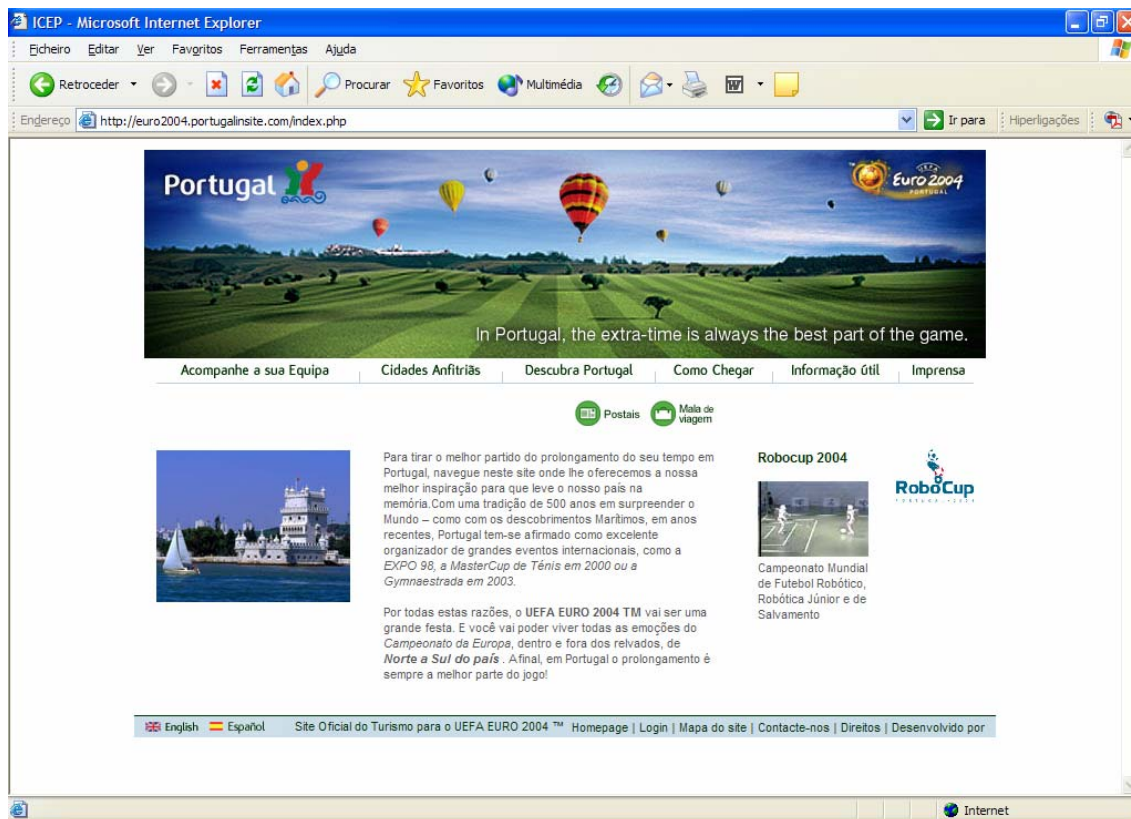 ICEP - Microsoft Internet Explorer
Ficheiro Editar Ver Favoritos Ferramentas Ajuda
Retroceder Procurar Favoritos Multimédia
Endereço http://euro2004.portugalinsite.com/index.php Ir para Hiperligações
Portugal
UEFA
Euro 2004
PORTUGAL
In Portugal, the extra-time is always the best part of the game.
Acompanhe a sua Equipa Cidades Anfitriãs Descubra Portugal Como Chegar Informação útil Imprensa
Postais Mala de
viagem
Para tirar o melhor partido do prolongamento do seu tempo em
Portugal, navegue neste site onde lhe oferecemos a nossa
melhor inspiração para que leve o nosso país na
memória.Com uma tradição de 500 anos em surpreender o
Mundo – como com os descobrimentos Marítimos, em anos
recentes, Portugal tem-se afirmado como excelente
organizador de grandes eventos internacionais, como a
EXPO 98, a MasterCup de Ténis em 2000 ou a
Gymnaestrada em 2003.
Por todas estas razões, o UEFA EURO 2004 TM vai ser uma
grande festa. E você vai poder viver todas as emoções do
Campeonato da Europa, dentro e fora dos relvados, de
Norte a Sul do país . Afinal, em Portugal o prolongamento é
sempre a melhor parte do jogo!
Robocup 2004
RoboCup
PORTUGAL 2004
Campeonato Mundial
de Futebol Robótico,
Robótica Júnior e de
Salvamento
English Español Site Oficial do Turismo para o UEFA EURO 2004 ™ Homepage | Login | Mapa do site | Contacte-nos | Direitos | Desenvolvido por
Internet